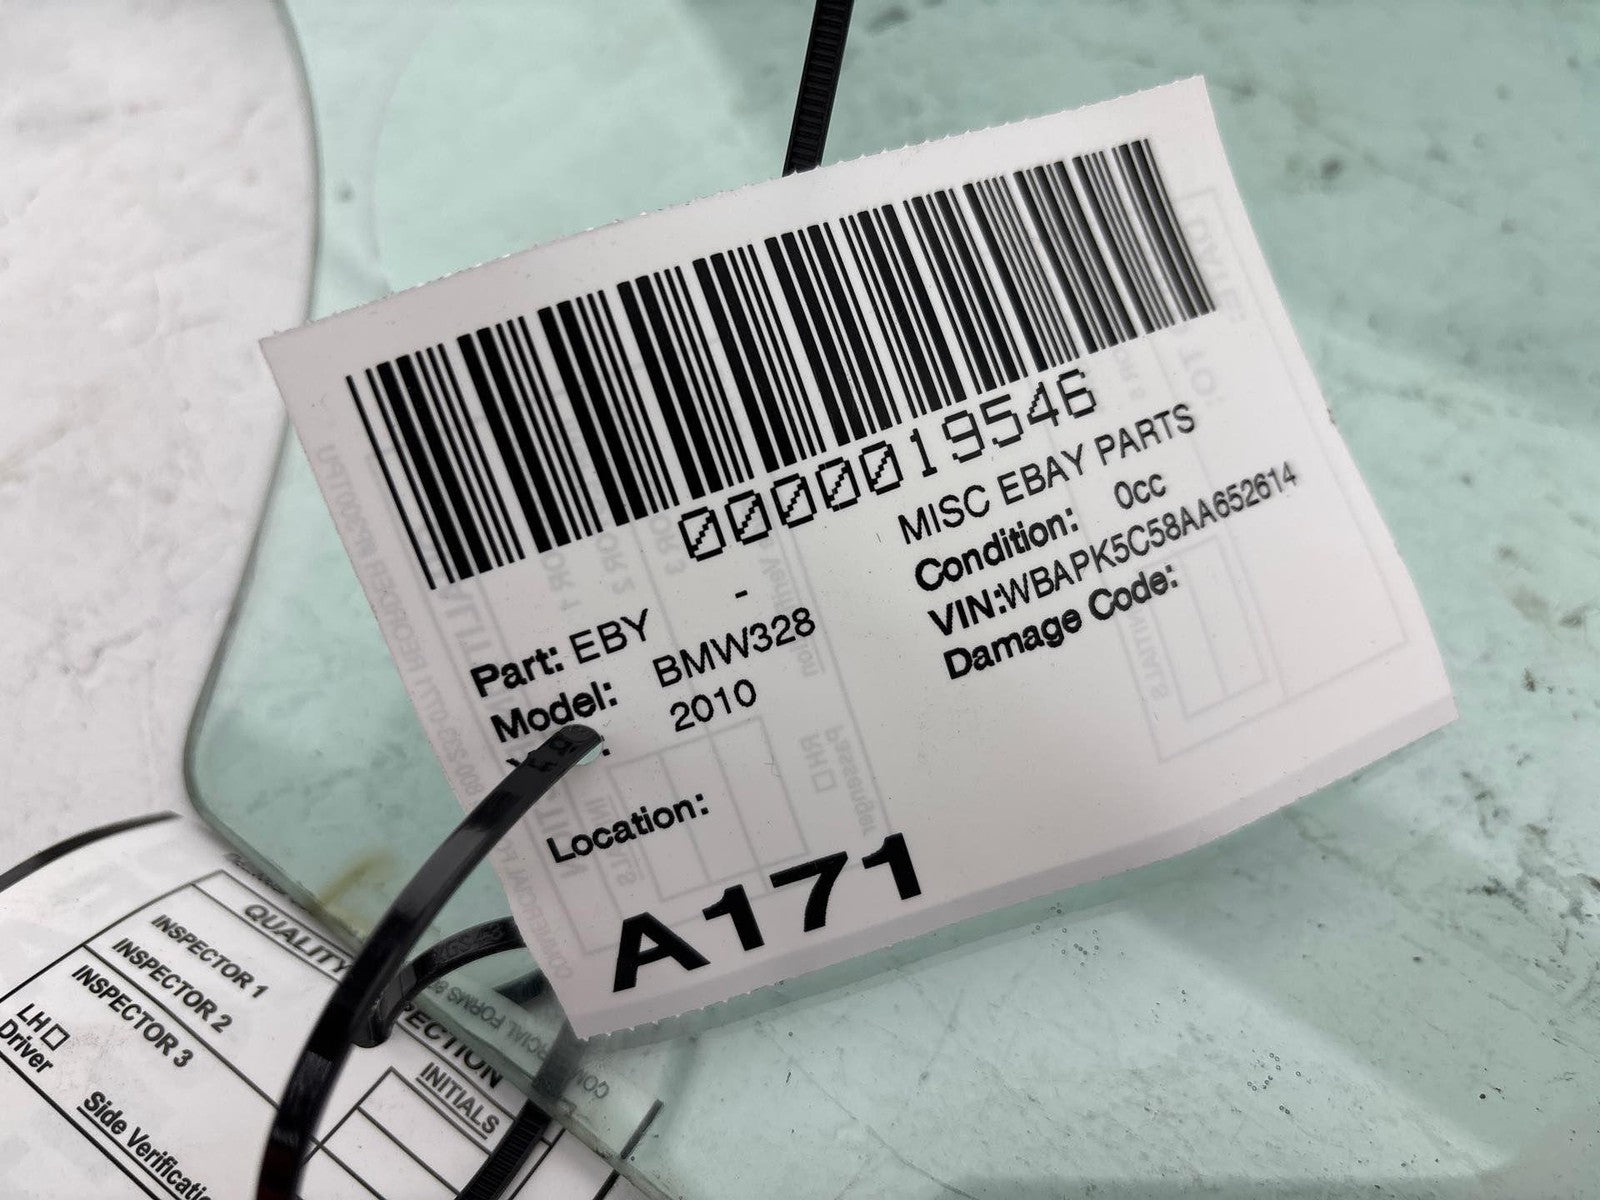 0000019546
Part: EBY -
MISC EBAY PARTS
Model: BMW328
Condition: 0cc
2010
VIN:WBAPK5C58AA652614
Damage Code:
Location:
A171
QUALITY
INSPECTOR 1
INSPECTOR 2
INSPECTOR 3
INITIALS
LH
Driver
Side